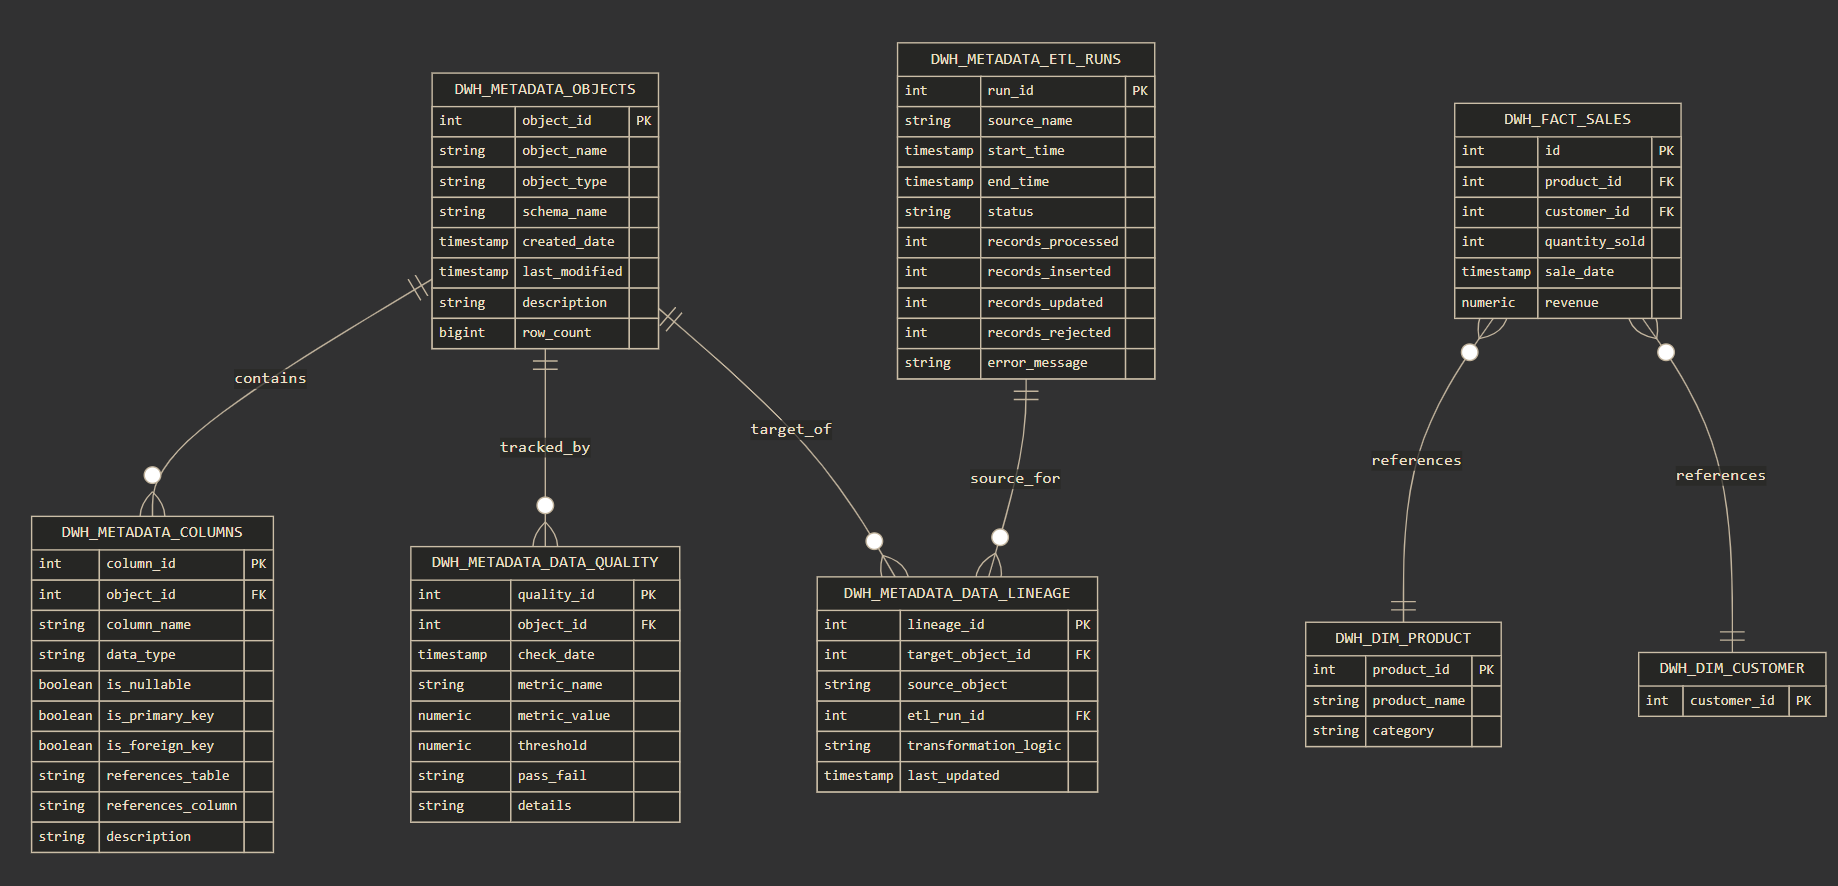 DWH_METADATA_OBJECTS
int object_id PK
string object_name
string object_type
string schema_name
timestamp created_date
timestamp last_modified
string description
bigint row_count
DWH_METADATA_ETL_RUNS
int run_id PK
string source_name
timestamp start_time
timestamp end_time
string status
int records_processed
int records_inserted
int records_updated
int records_rejected
string error_message
DWH_FACT_SALES
int id PK
int product_id FK
int customer_id FK
int quantity_sold
timestamp sale_date
numeric revenue
contains
tracked_by
target_of
source_for
references
references
DWH_METADATA_COLUMNS
int column_id PK
int object_id FK
string column_name
string data_type
boolean is_nullable
boolean is_primary_key
boolean is_foreign_key
string references_table
string references_column
string description
DWH_METADATA_DATA_QUALITY
int quality_id PK
int object_id FK
timestamp check_date
string metric_name
numeric metric_value
numeric threshold
string pass_fail
string details
DWH_METADATA_DATA_LINEAGE
int lineage_id PK
int target_object_id FK
string source_object
int etl_run_id FK
string transformation_logic
timestamp last_updated
DWH_DIM_PRODUCT
int product_id PK
string product_name
string category
DWH_DIM_CUSTOMER
int customer_id PK